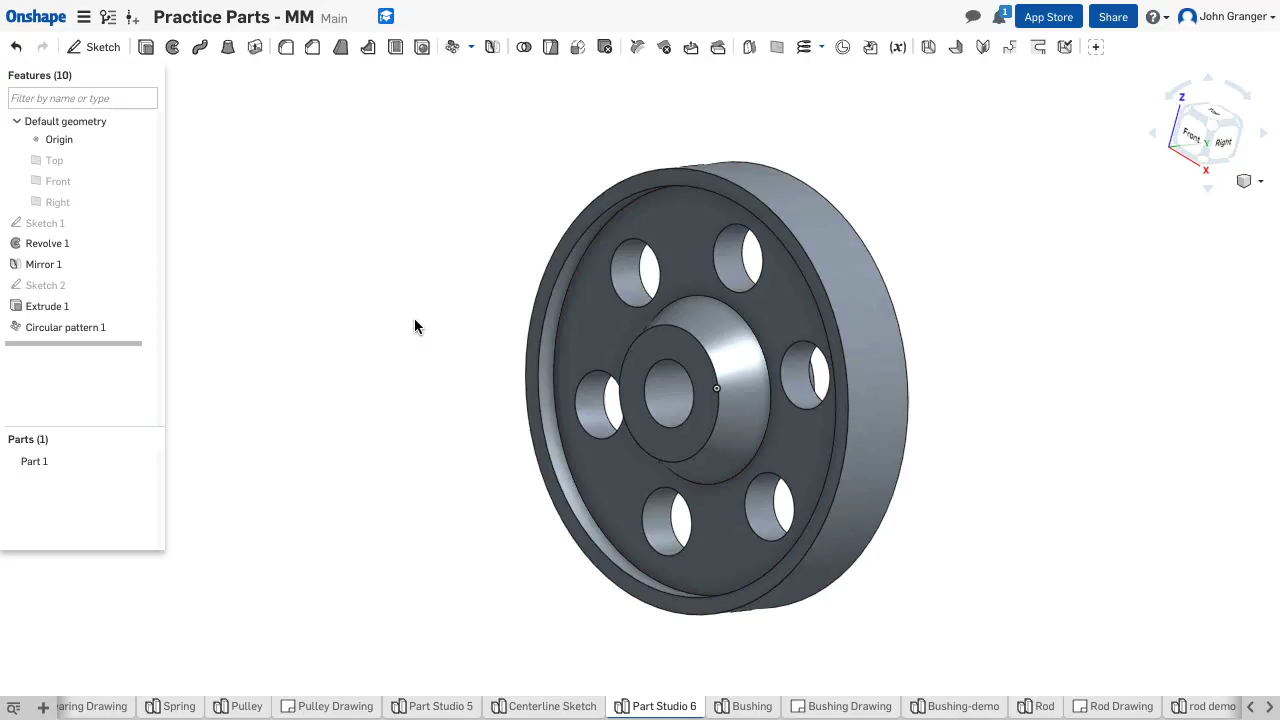 Onshape
Practice Parts - MM Main
1
App Store
Share
John Granger
Sketch
(x)
Features (10)
Filter by name or type
Default geometry
Origin
Top
Front
Right
Sketch 1
Revolve 1
Mirror 1
Sketch 2
Extrude 1
Circular pattern 1
Parts (1)
Part 1
Z
Front
Right
Y
X
earing Drawing
Spring
Pulley
Pulley Drawing
Part Studio 5
Centerline Sketch
Part Studio 6
Bushing
Bushing Drawing
Bushing-demo
Rod
Rod Drawing
rod demo